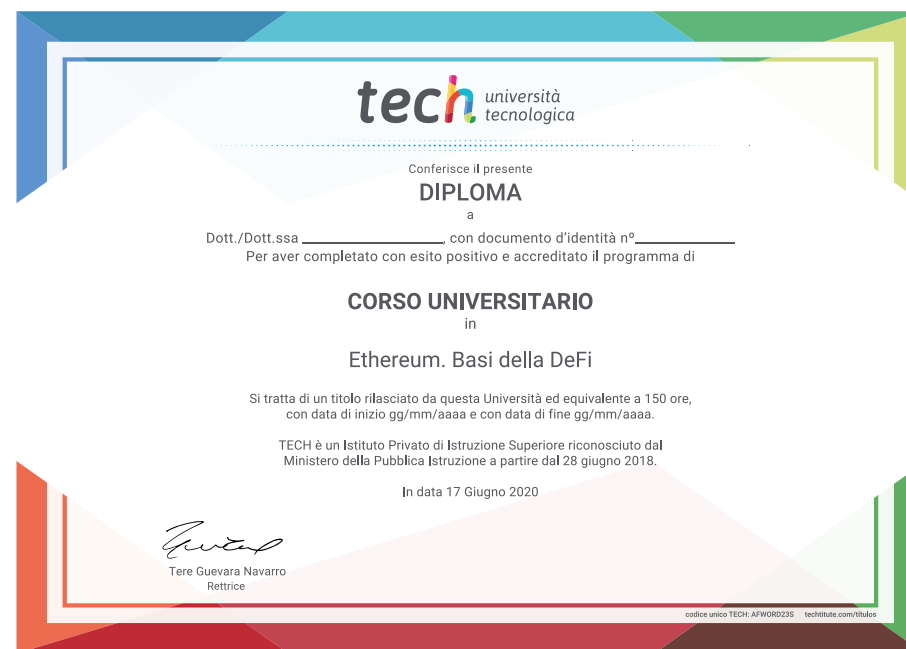 tech università
tecnologica
Conferisce il presente
DIPLOMA
a
Dott./Dott.ssa ____________________, con documento d'identità nº______________
Per aver completato con esito positivo e accreditato il programma di
CORSO UNIVERSITARIO
in
Ethereum. Basi della DeFi
Si tratta di un titolo rilasciato da questa Università ed equivalente a 150 ore,
con data di inizio gg/mm/aaaa e con data di fine gg/mm/aaaa.
TECH è un Istituto Privato di Istruzione Superiore riconosciuto dal
Ministero della Pubblica Istruzione a partire dal 28 giugno 2018.
In data 17 Giugno 2020
Tere Guevara Navarro
Rettrice
codice unico TECH: AFWORD23S techtitute.com/titulos